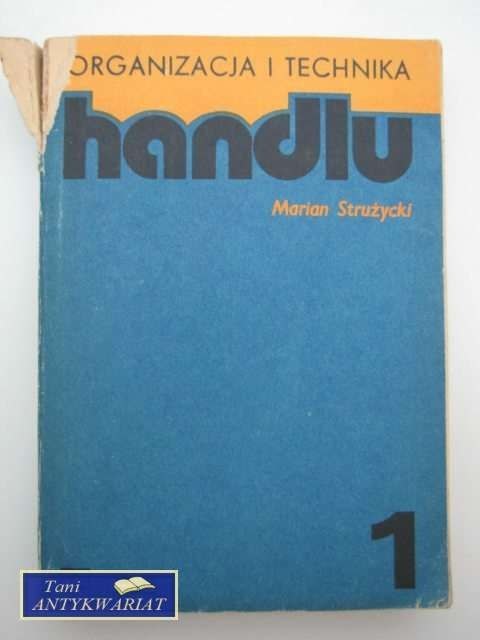 ORGANIZACJA I TECHNIKA
handlu
Marian Strużycki
1
Tani
ANTYKWARIAT